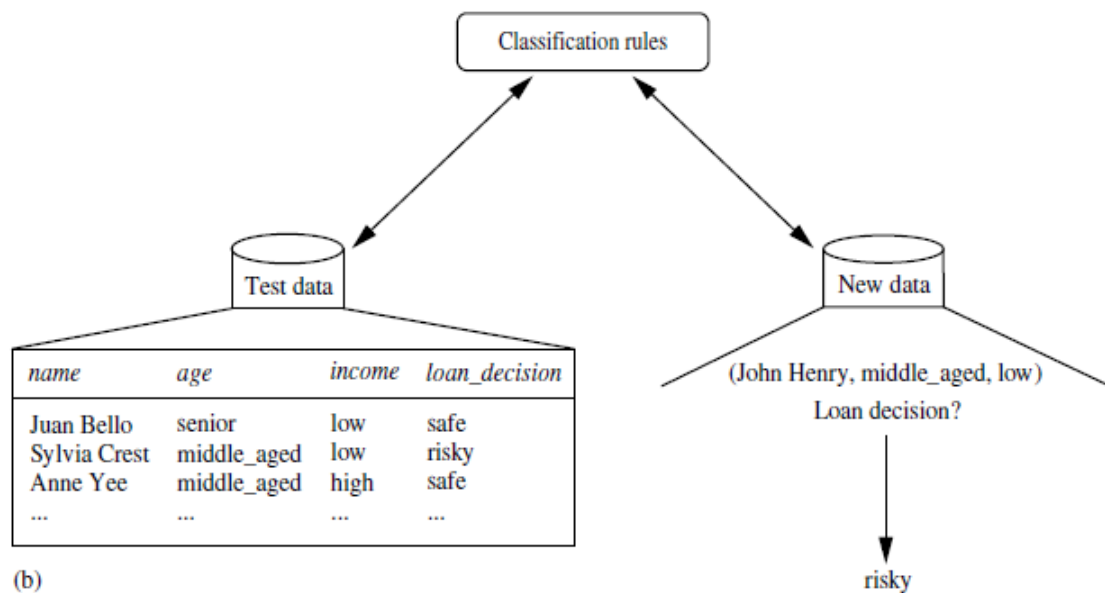 Classification rules
Test data
name age income loan_decision
Juan Bello senior low safe
Sylvia Crest middle_aged low risky
Anne Yee middle_aged high safe
... ... ... ...
New data
(John Henry, middle_aged, low)
Loan decision?
risky
(b)